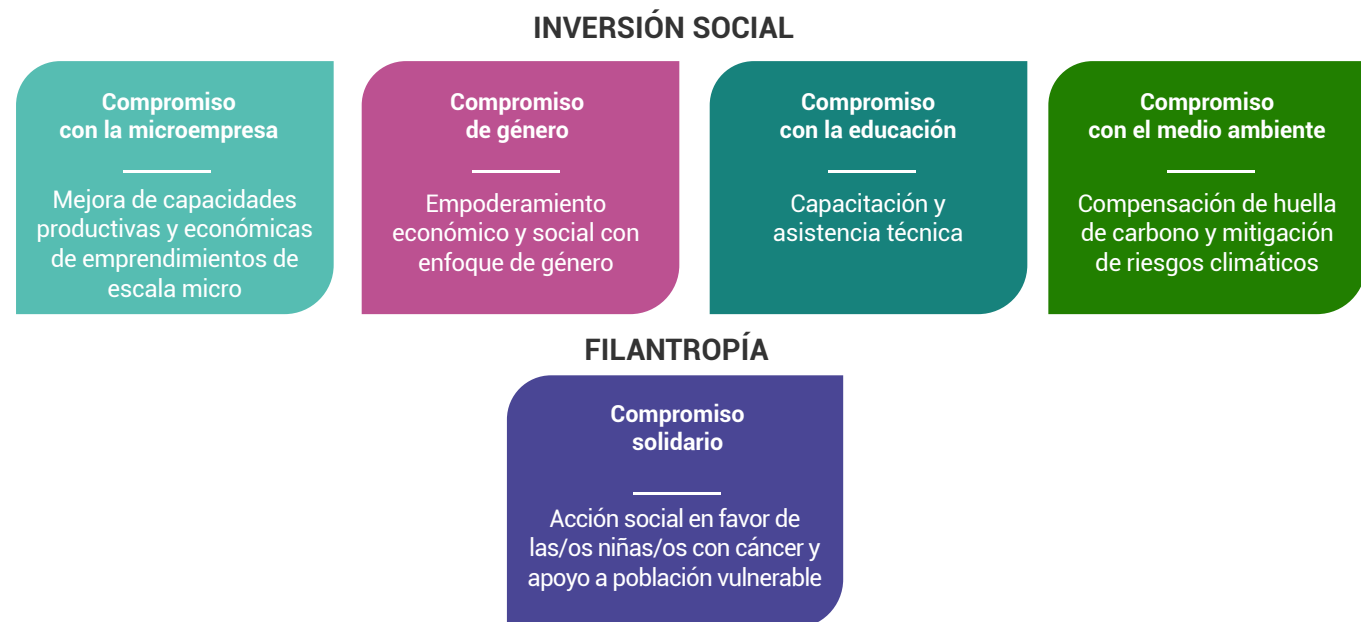 INVERSIÓN SOCIAL
Compromiso
con la microempresa
Mejora de capacidades
productivas y económicas
de emprendimientos de
escala micro
Compromiso
de género
Empoderamiento
económico y social con
enfoque de género
Compromiso
con la educación
Capacitación y
asistencia técnica
Compromiso
con el medio ambiente
Compensación de huella
de carbono y mitigación
de riesgos climáticos
FILANTROPÍA
Compromiso
solidario
Acción social en favor de
las/os niñas/os con cáncer y
apoyo a población vulnerable